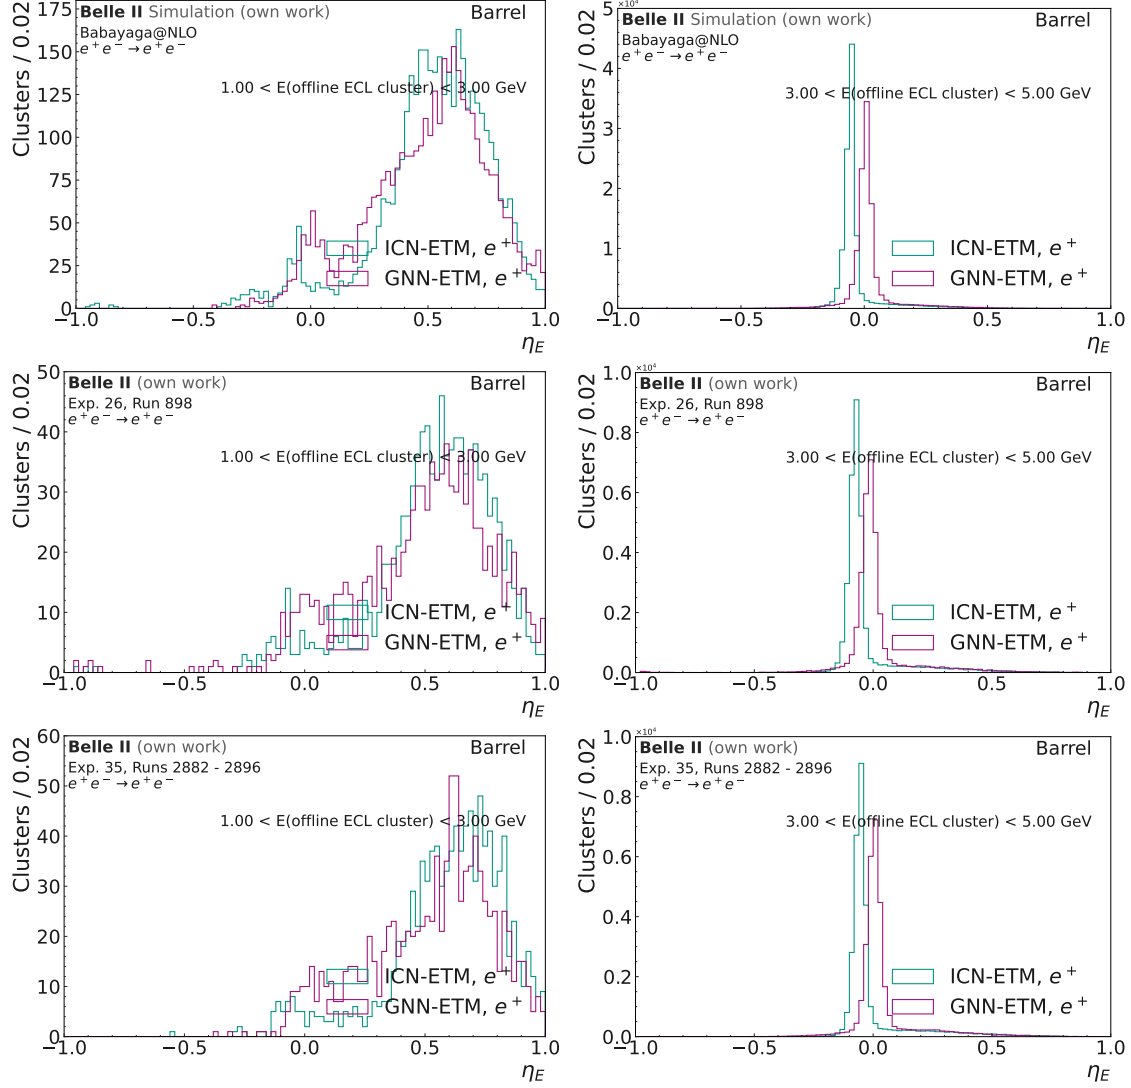 Belle II Simulation (own work)
Barrel
Babayaga@NLO
e⁺e⁻ → e⁺e⁻
1.00 < E(offline ECL cluster) < 3.00 GeV
ICN-ETM, e⁺
GNN-ETM, e⁺
Clusters / 0.02
175
150
125
100
75
50
25
0
−1.0 −0.5 0.0 0.5 1.0
η_E
×10⁴
Belle II Simulation (own work)
Barrel
Babayaga@NLO
e⁺e⁻ → e⁺e⁻
3.00 < E(offline ECL cluster) < 5.00 GeV
ICN-ETM, e⁺
GNN-ETM, e⁺
Clusters / 0.02
5
4
3
2
1
0
−1.0 −0.5 0.0 0.5 1.0
η_E
Belle II (own work)
Barrel
Exp. 26, Run 898
e⁺e⁻ → e⁺e⁻
1.00 < E(offline ECL cluster) < 3.00 GeV
ICN-ETM, e⁺
GNN-ETM, e⁺
Clusters / 0.02
50
40
30
20
10
0
−1.0 −0.5 0.0 0.5 1.0
η_E
×10⁴
Belle II (own work)
Barrel
Exp. 26, Run 898
e⁺e⁻ → e⁺e⁻
3.00 < E(offline ECL cluster) < 5.00 GeV
ICN-ETM, e⁺
GNN-ETM, e⁺
Clusters / 0.02
1.0
0.8
0.6
0.4
0.2
0.0
−1.0 −0.5 0.0 0.5 1.0
η_E
Belle II (own work)
Barrel
Exp. 35, Runs 2882 - 2896
e⁺e⁻ → e⁺e⁻
1.00 < E(offline ECL cluster) < 3.00 GeV
ICN-ETM, e⁺
GNN-ETM, e⁺
Clusters / 0.02
60
50
40
30
20
10
0
−1.0 −0.5 0.0 0.5 1.0
η_E
×10⁴
Belle II (own work)
Barrel
Exp. 35, Runs 2882 - 2896
e⁺e⁻ → e⁺e⁻
3.00 < E(offline ECL cluster) < 5.00 GeV
ICN-ETM, e⁺
GNN-ETM, e⁺
Clusters / 0.02
1.0
0.8
0.6
0.4
0.2
0.0
−1.0 −0.5 0.0 0.5 1.0
η_E